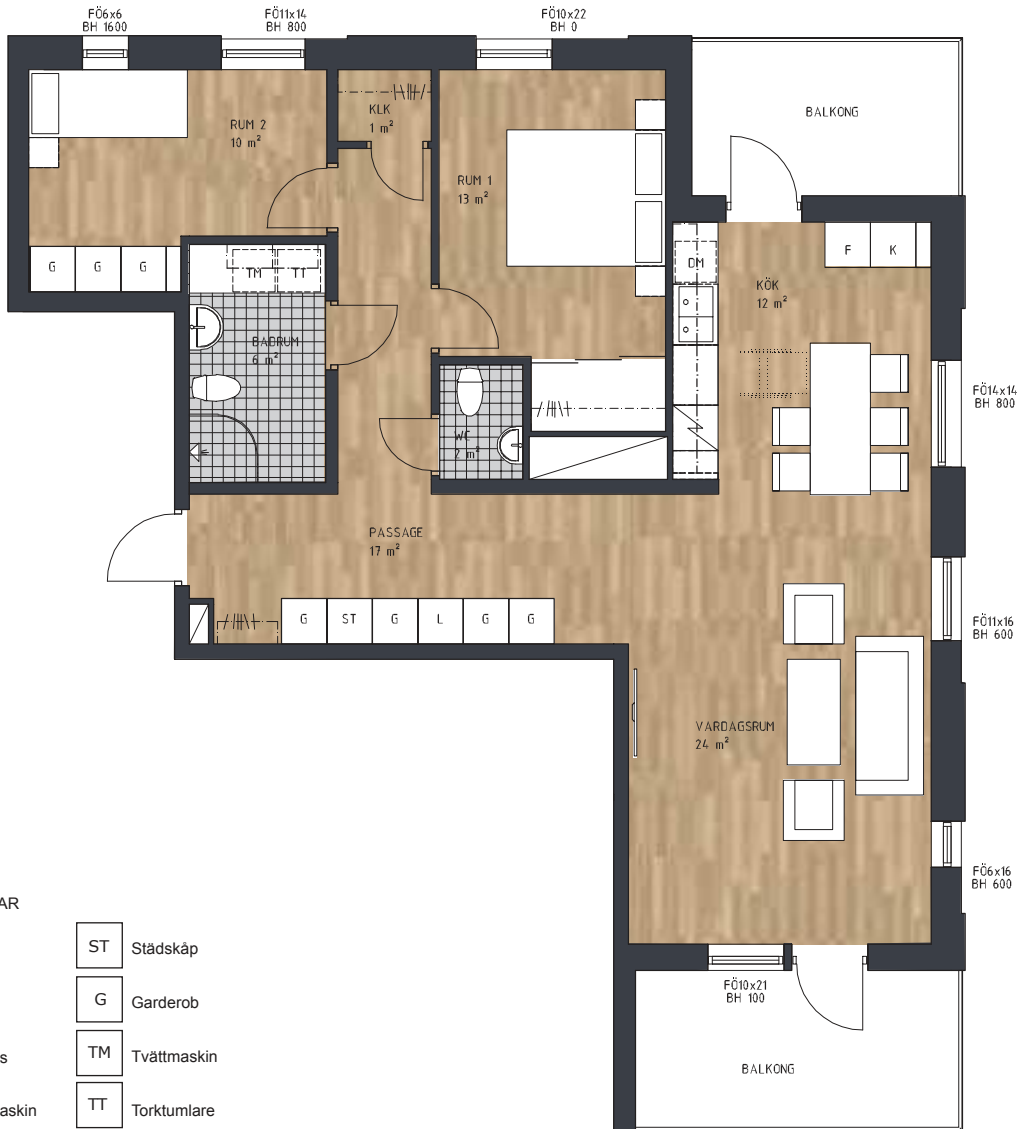 FÖ6x6
BH 1600
FÖ11x14
BH 800
FÖ10x22
BH 0
BALKONG
KLK
1 m²
RUM 2
10 m²
RUM 1
13 m²
G
G
G
TM
TT
DM
F
K
KÖK
12 m²
BADRUM
6 m²
FÖ14x14
BH 800
WC
2 m²
PASSAGE
17 m²
G
ST
G
L
G
G
FÖ11x16
BH 600
VARDAGSRUM
24 m²
FÖ6x16
BH 600
AR
ST Städskåp
FÖ10x21
BH 100
G Garderob
s
TM Tvättmaskin
BALKONG
askin
TT Torktumlare